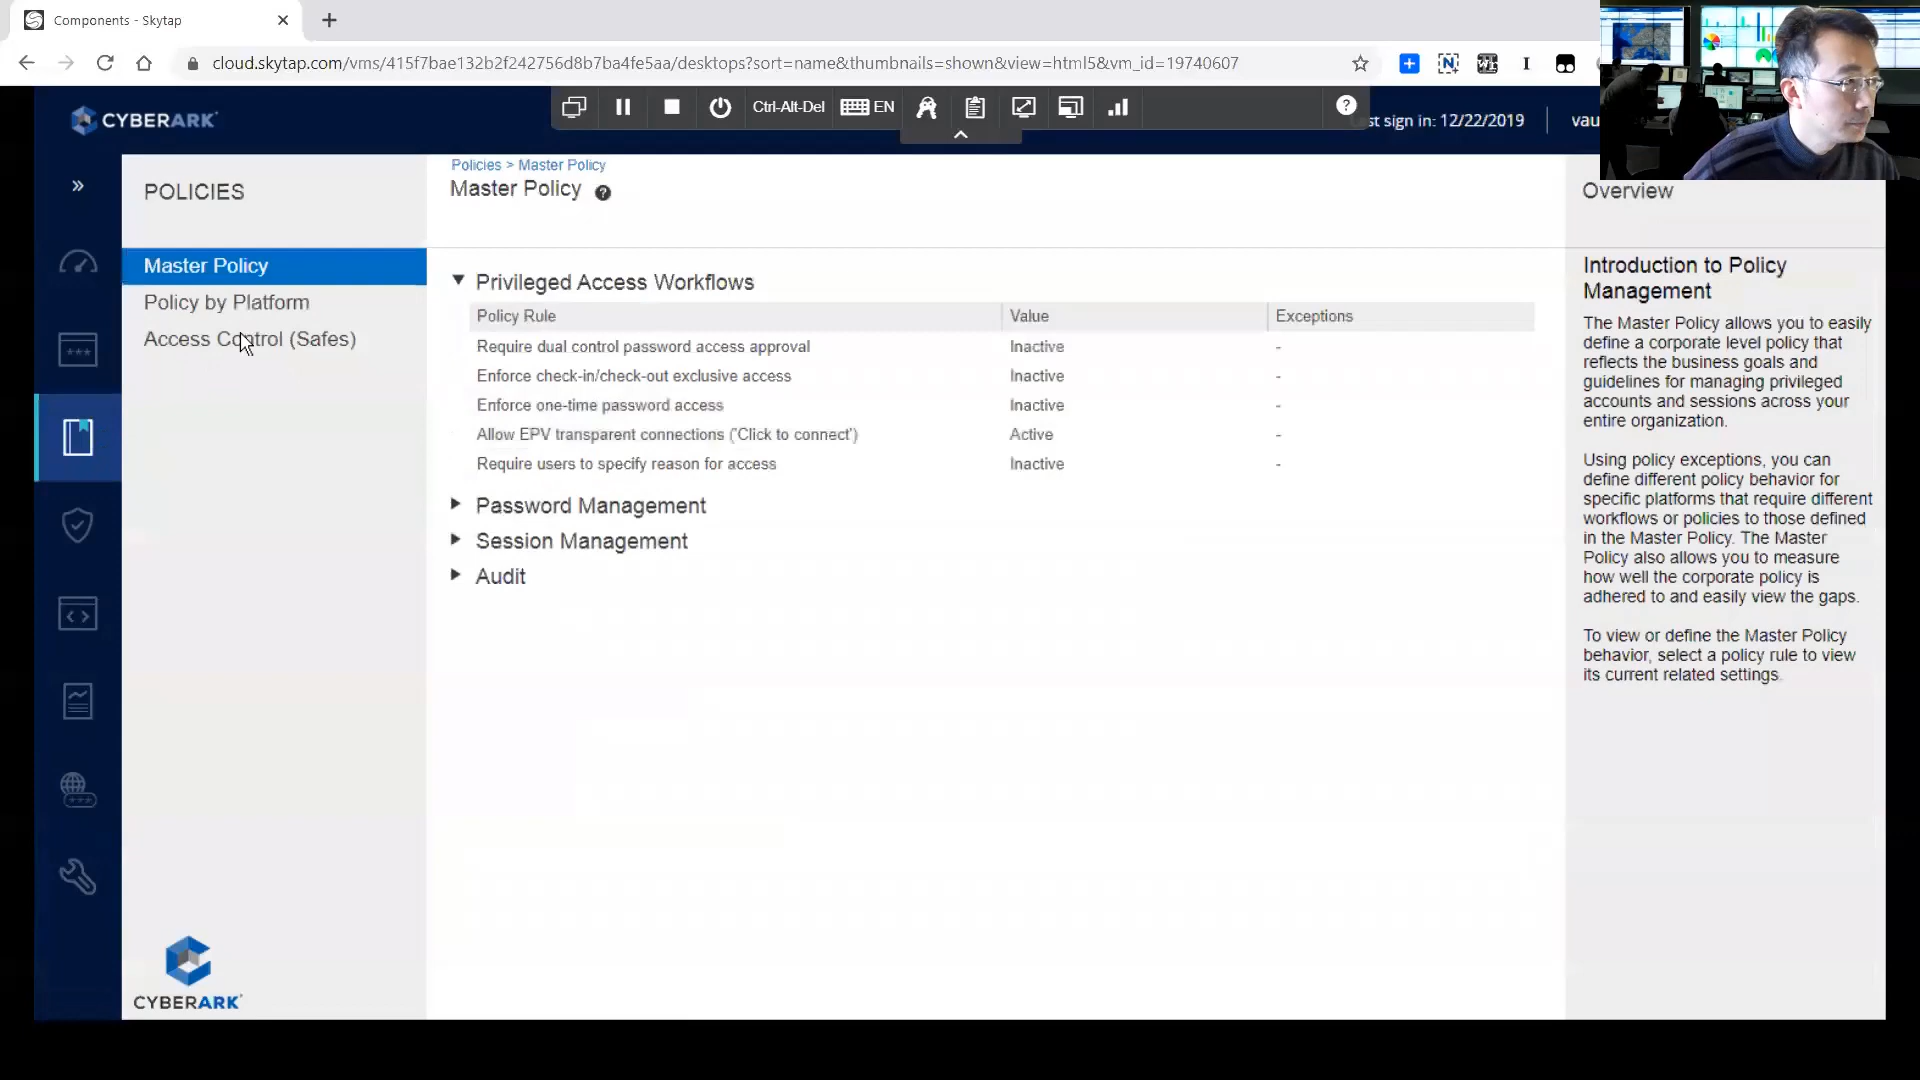 Components - Skytap
cloud.skytap.com/vms/415f7bae132b2f242756d8b7ba4fe5aa/desktops?sort=name&thumbnails=shown&view=html5&vm_id=19740607
Ctrl-Alt-Del
EN
CYBERARK
st sign in: 12/22/2019
vau
POLICIES
Master Policy
Policy by Platform
Access Control (Safes)
Policies > Master Policy
Master Policy
Privileged Access Workflows
Policy Rule Value Exceptions
Require dual control password access approval Inactive -
Enforce check-in/check-out exclusive access Inactive -
Enforce one-time password access Inactive -
Allow EPV transparent connections ('Click to connect') Active -
Require users to specify reason for access Inactive -
Password Management
Session Management
Audit
Overview
Introduction to Policy
Management
The Master Policy allows you to easily
define a corporate level policy that
reflects the business goals and
guidelines for managing privileged
accounts and sessions across your
entire organization.
Using policy exceptions, you can
define different policy behavior for
specific platforms that require different
workflows or policies to those defined
in the Master Policy. The Master
Policy also allows you to measure
how well the corporate policy is
adhered to and easily view the gaps.
To view or define the Master Policy
behavior, select a policy rule to view
its current related settings.
CYBERARK